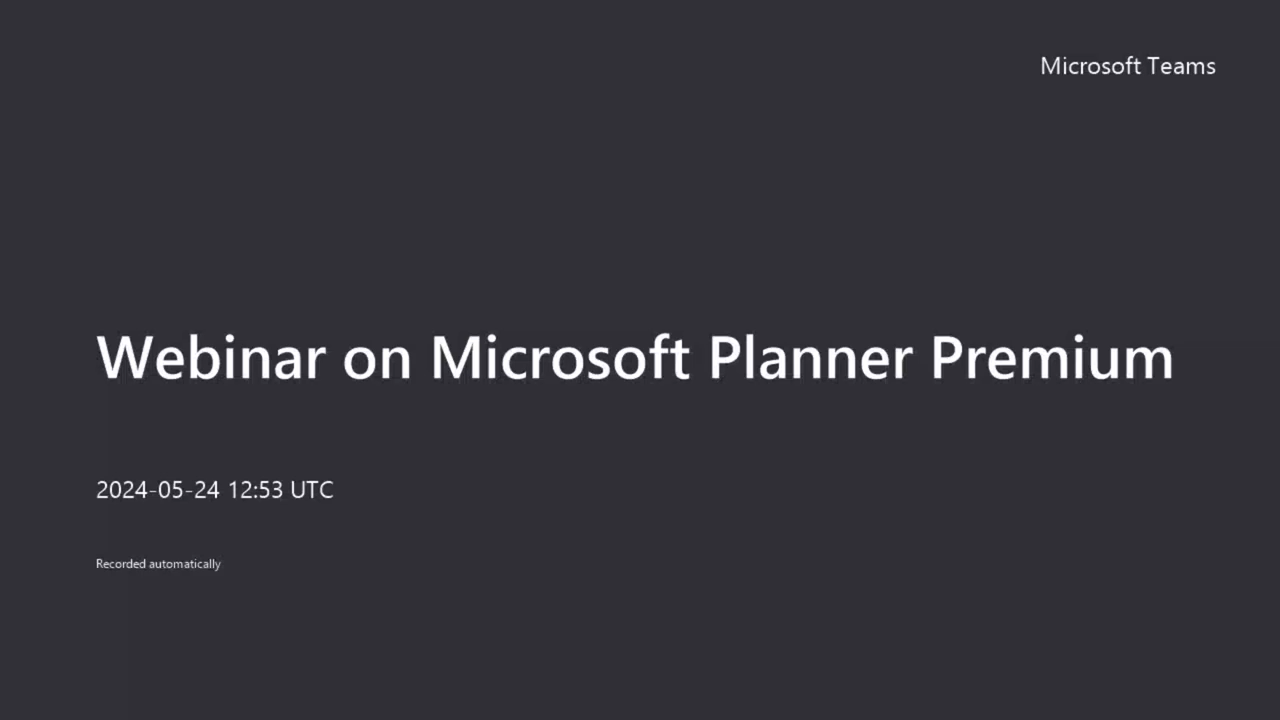 Microsoft Teams
Webinar on Microsoft Planner Premium
2024-05-24 12:53 UTC
Recorded automatically